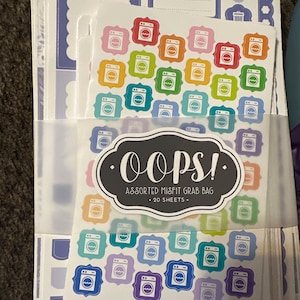 OOPS!
ASSORTED MISFIT GRAB BAG
• 20 SHEETS •